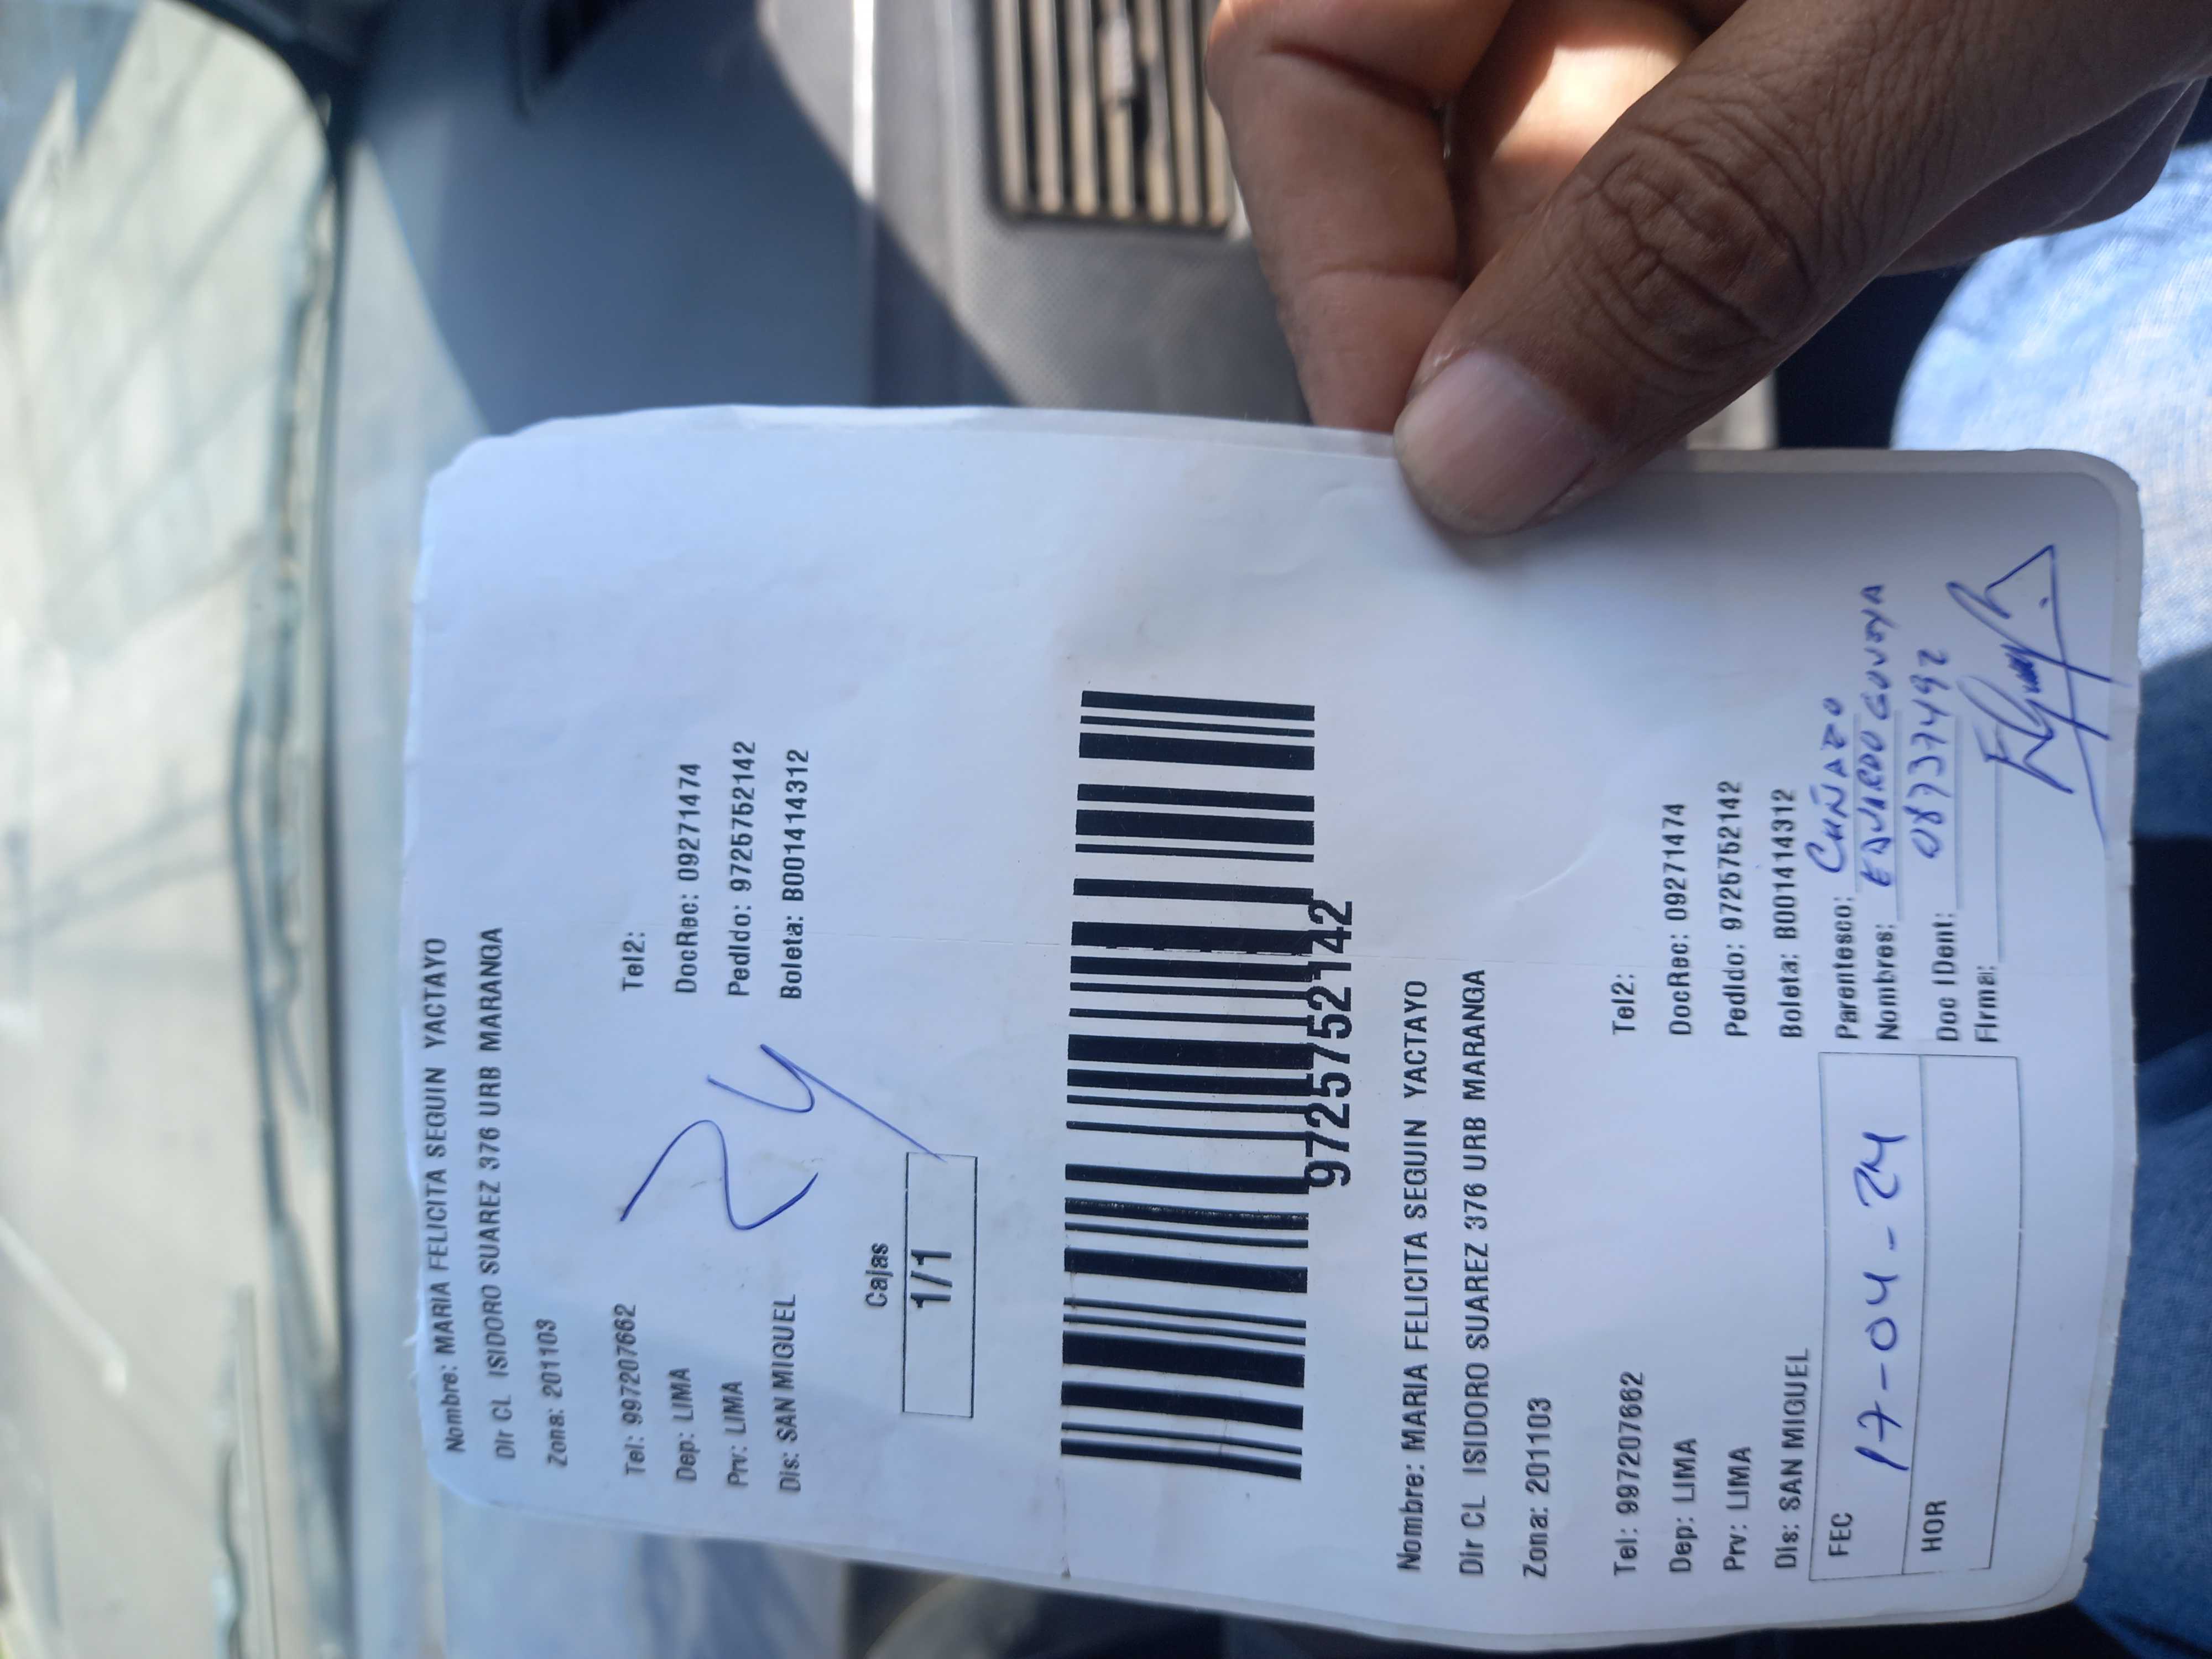 Nombre: MARIA FELICITA SEGUIN YACTAYO
Dir CL ISIDORO SUAREZ 376 URB MARANGA
Zona: 201103
Tel: 997207662 Tel2:
Dep: LIMA DocRec: 09271474
Prv: LIMA Pedido: 9725752142
Dis: SAN MIGUEL Boleta: B001414312
24
Cajas
1/1
9725752142
Nombre: MARIA FELICITA SEGUIN YACTAYO
Dir CL ISIDORO SUAREZ 376 URB MARANGA
Zona: 201103
Tel: 997207662 Tel2:
Dep: LIMA DocRec: 09271474
Prv: LIMA Pedido: 9725752142
Dis: SAN MIGUEL Boleta: B001414312
FEC 17-04-24
HOR
Parentesco: CUÑADO
Nombres: EDUARDO
Doc IDent: 08737492
Firma: